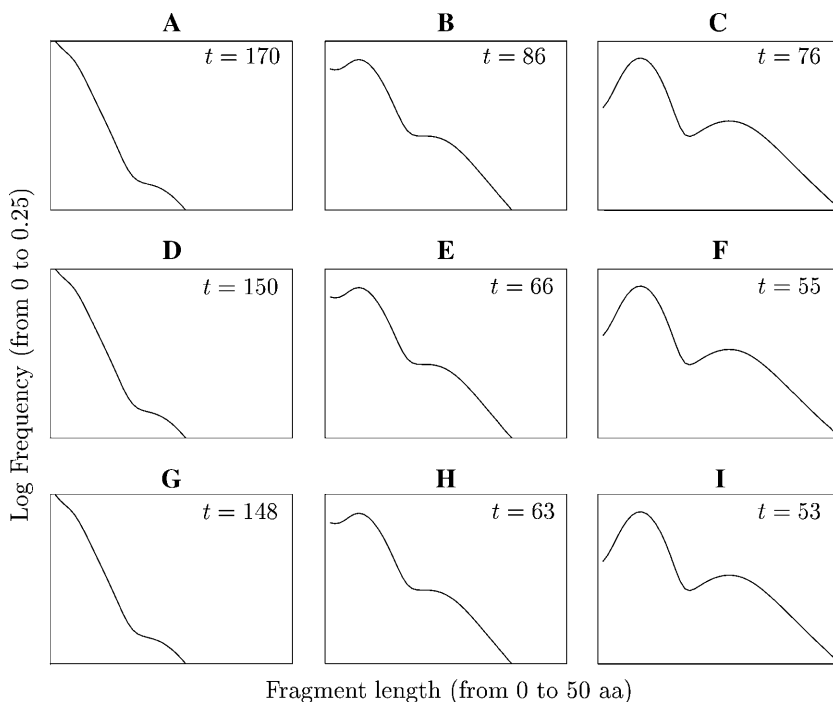 A
B
C
t = 170
t = 86
t = 76
D
E
F
t = 150
t = 66
t = 55
G
H
I
t = 148
t = 63
t = 53
Log Frequency (from 0 to 0.25)
Fragment length (from 0 to 50 aa)